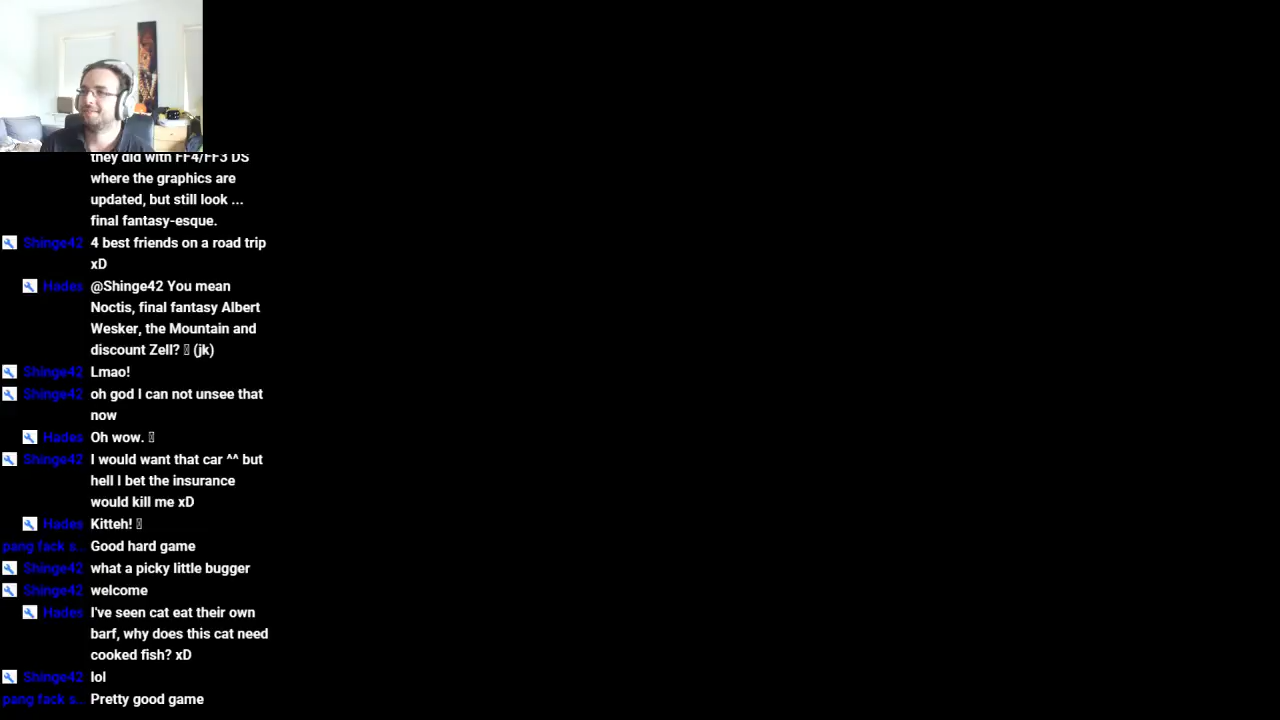 they did with FF4/FF3 DS
where the graphics are
updated, but still look ...
final fantasy-esque.
Shinge42 4 best friends on a road trip
xD
Hades @Shinge42 You mean
Noctis, final fantasy Albert
Wesker, the Mountain and
discount Zell? (jk)
Shinge42 Lmao!
Shinge42 oh god I can not unsee that
now
Hades Oh wow.
Shinge42 I would want that car ^^ but
hell I bet the insurance
would kill me xD
Hades Kitteh!
pang fack s... Good hard game
Shinge42 what a picky little bugger
Shinge42 welcome
Hades I've seen cat eat their own
barf, why does this cat need
cooked fish? xD
Shinge42 lol
pang fack s... Pretty good game